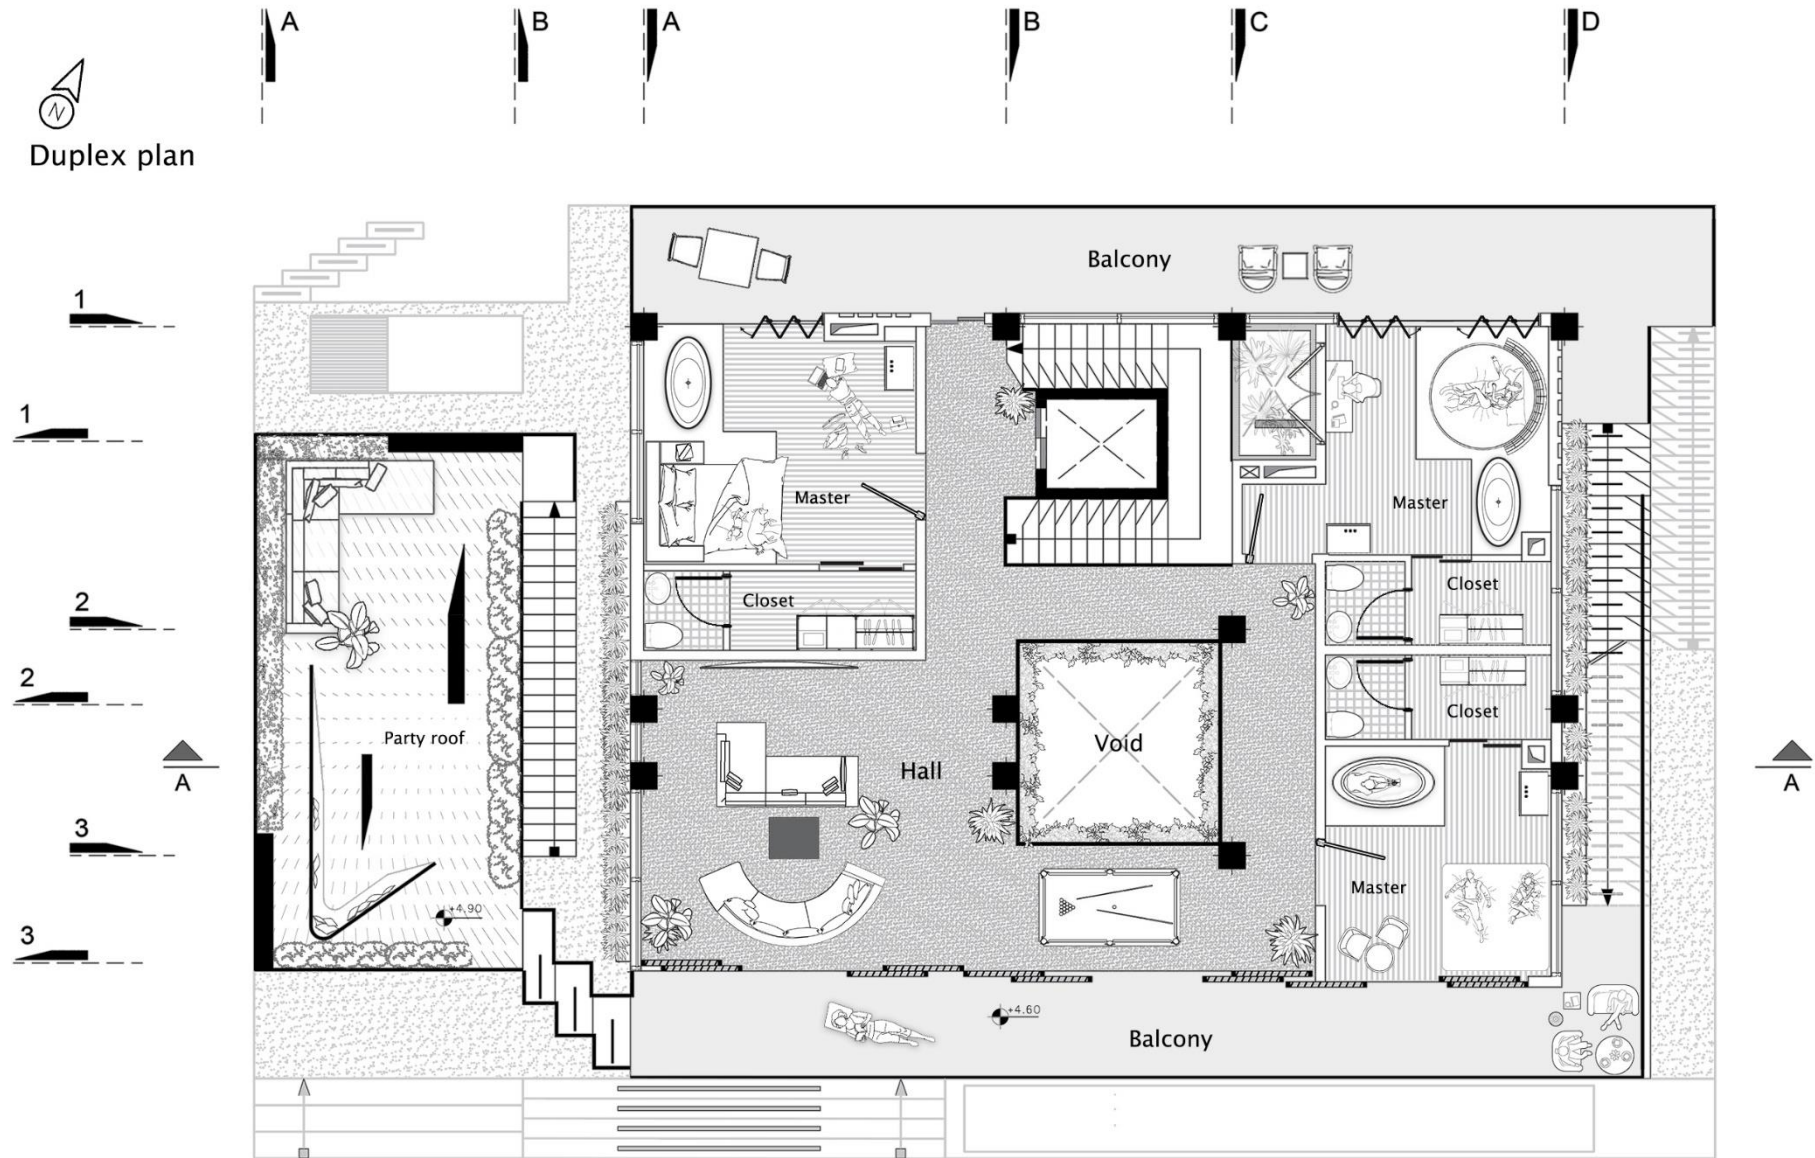 A
B
A
B
C
D
N
Duplex plan
Balcony
1
1
Master
Master
Closet
Closet
2
2
Closet
Party roof
Void
Hall
A
A
3
Master
+4.90
3
+4.60
Balcony